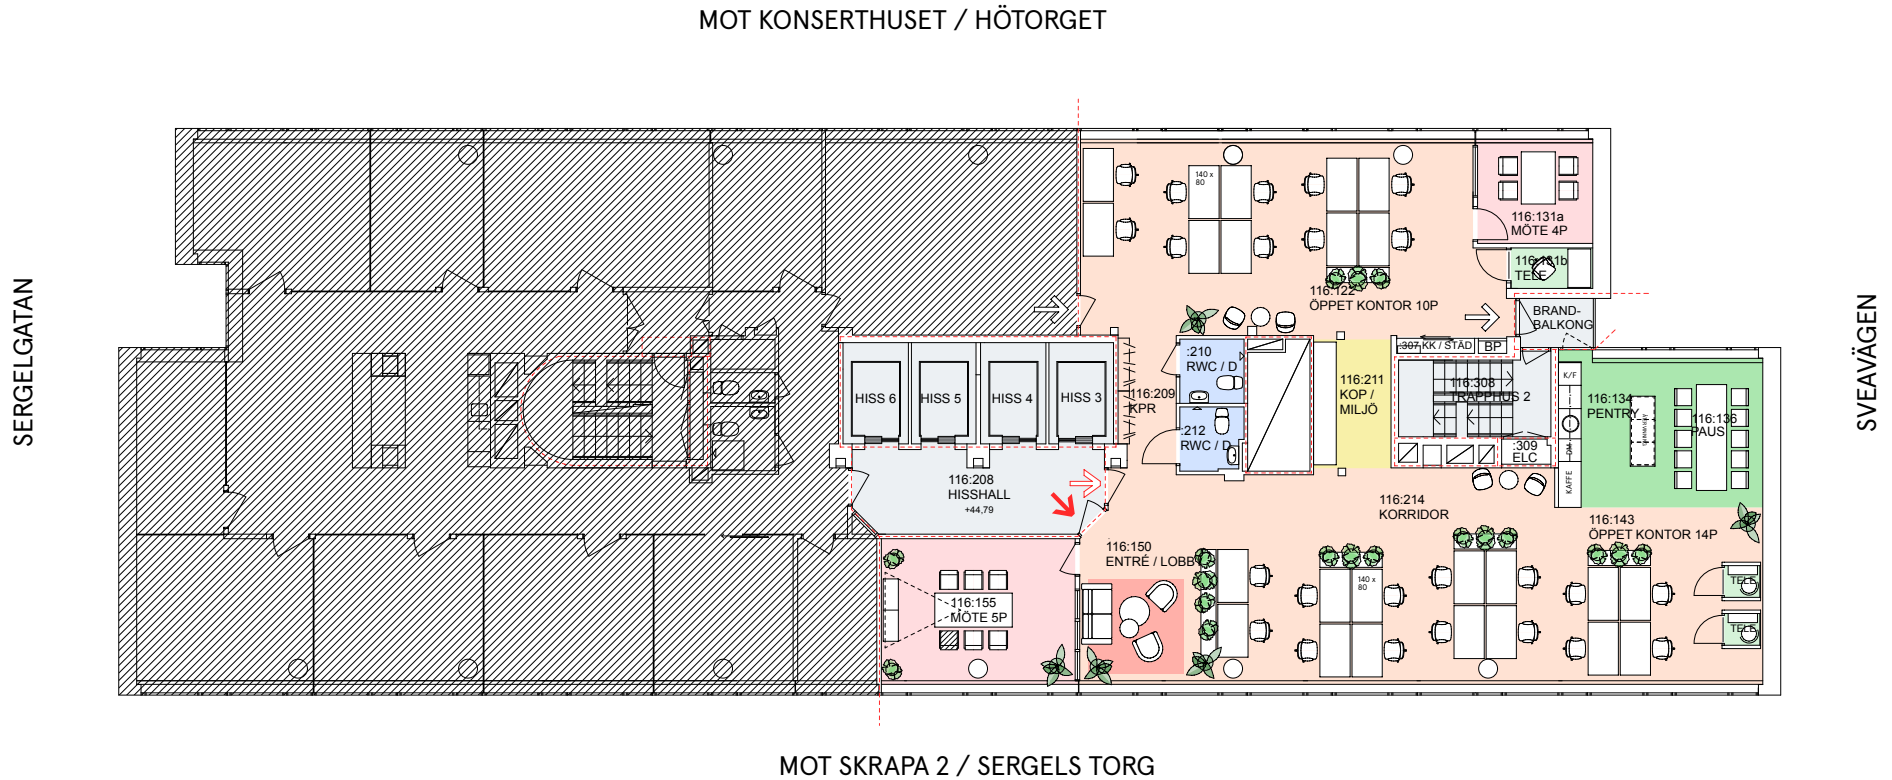 MOT KONSERTHUSET / HÖTORGET
SERGELGATAN
SVEAVÄGEN
140 x
80
116:131a
MÖTE 4P
116:131b
TELE
116:122
ÖPPET KONTOR 10P
BRAND-
BALKONG
:307 KK / STÄD
BP
:210
RWC / D
116:209
KPR
:212
RWC / D
116:211
KOP /
MILJÖ
116:308
TRAPPHUS 2
:309
ELC
K/F
DM
KAFFE
116:134
PENTRY
116:136
PAUS
HISS 6
HISS 5
HISS 4
HISS 3
116:208
HISSHALL
+44,79
116:214
KORRIDOR
116:143
ÖPPET KONTOR 14P
116:150
ENTRÉ / LOBBY
116:155
MÖTE 5P
140 x
80
TELE
TELE
MOT SKRAPA 2 / SERGELS TORG